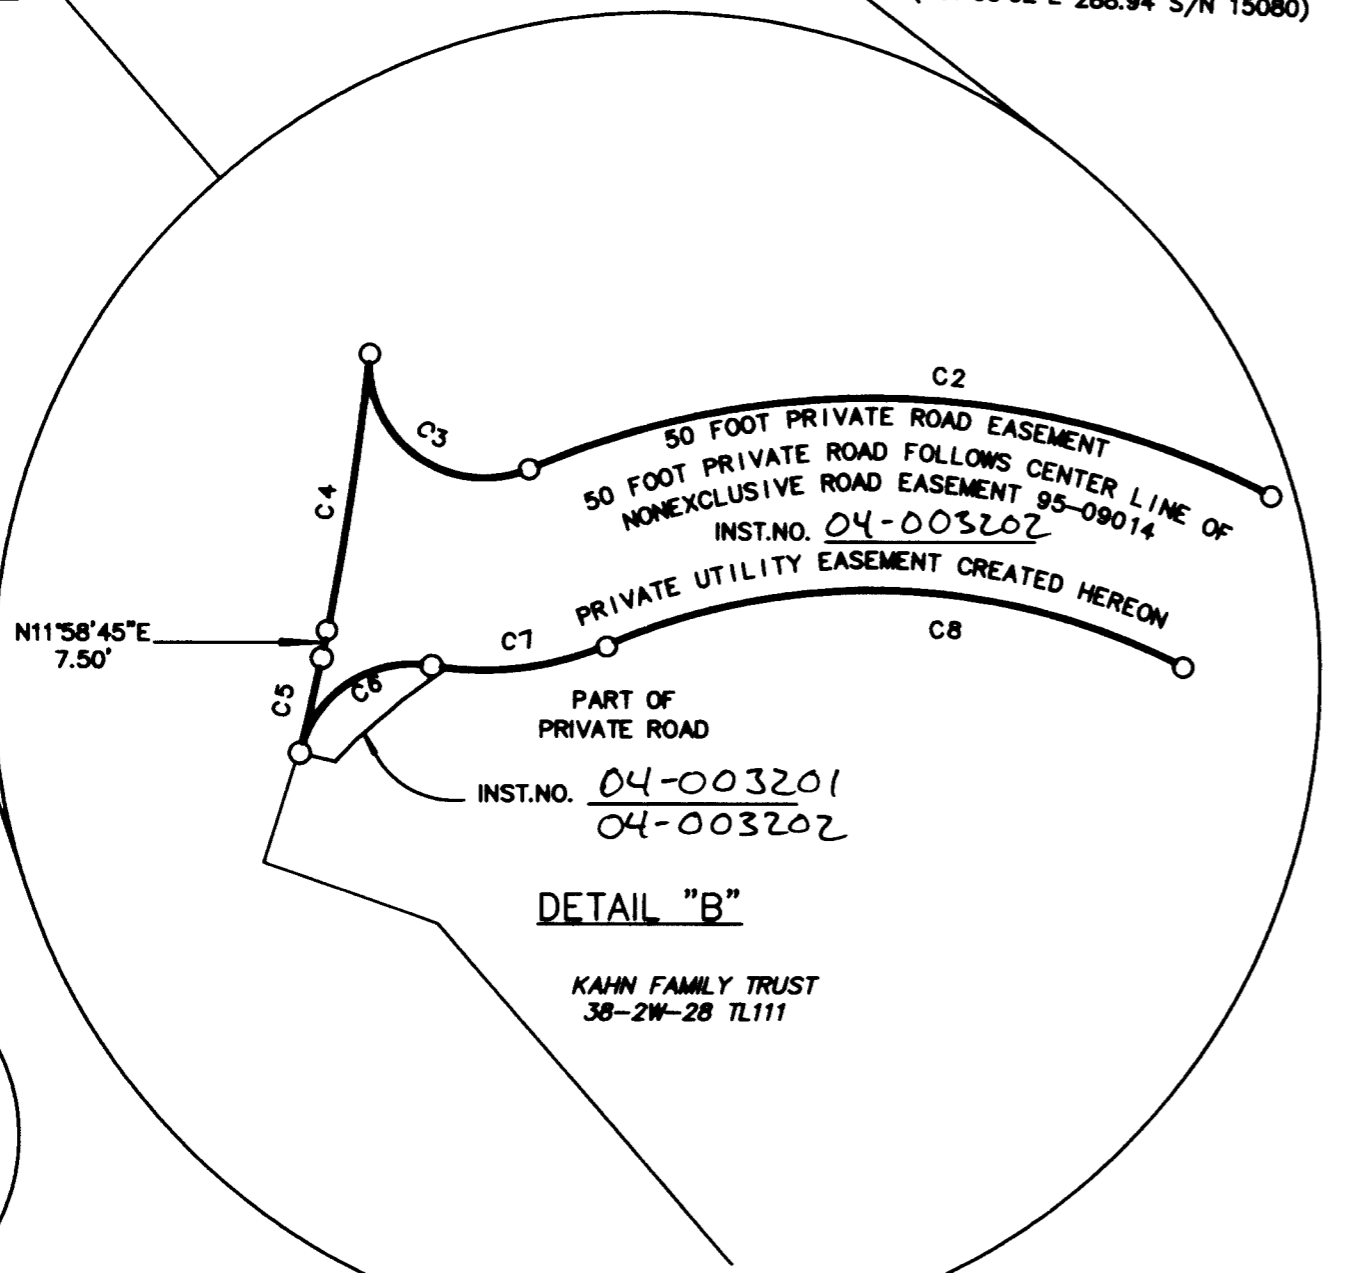 288.94 S/N 15080)
C2
50 FOOT PRIVATE ROAD EASEMENT
50 FOOT PRIVATE ROAD FOLLOWS CENTER LINE OF
NONEXCLUSIVE ROAD EASEMENT 95-09014
INST.NO. 04-003202
PRIVATE UTILITY EASEMENT CREATED HEREON
C3
C4
N11°58'45"E
7.50'
C5
C6
C7
C8
PART OF
PRIVATE ROAD
INST.NO. 04-003201
04-003202
DETAIL "B"
KAHN FAMILY TRUST
38-2W-28 TL111